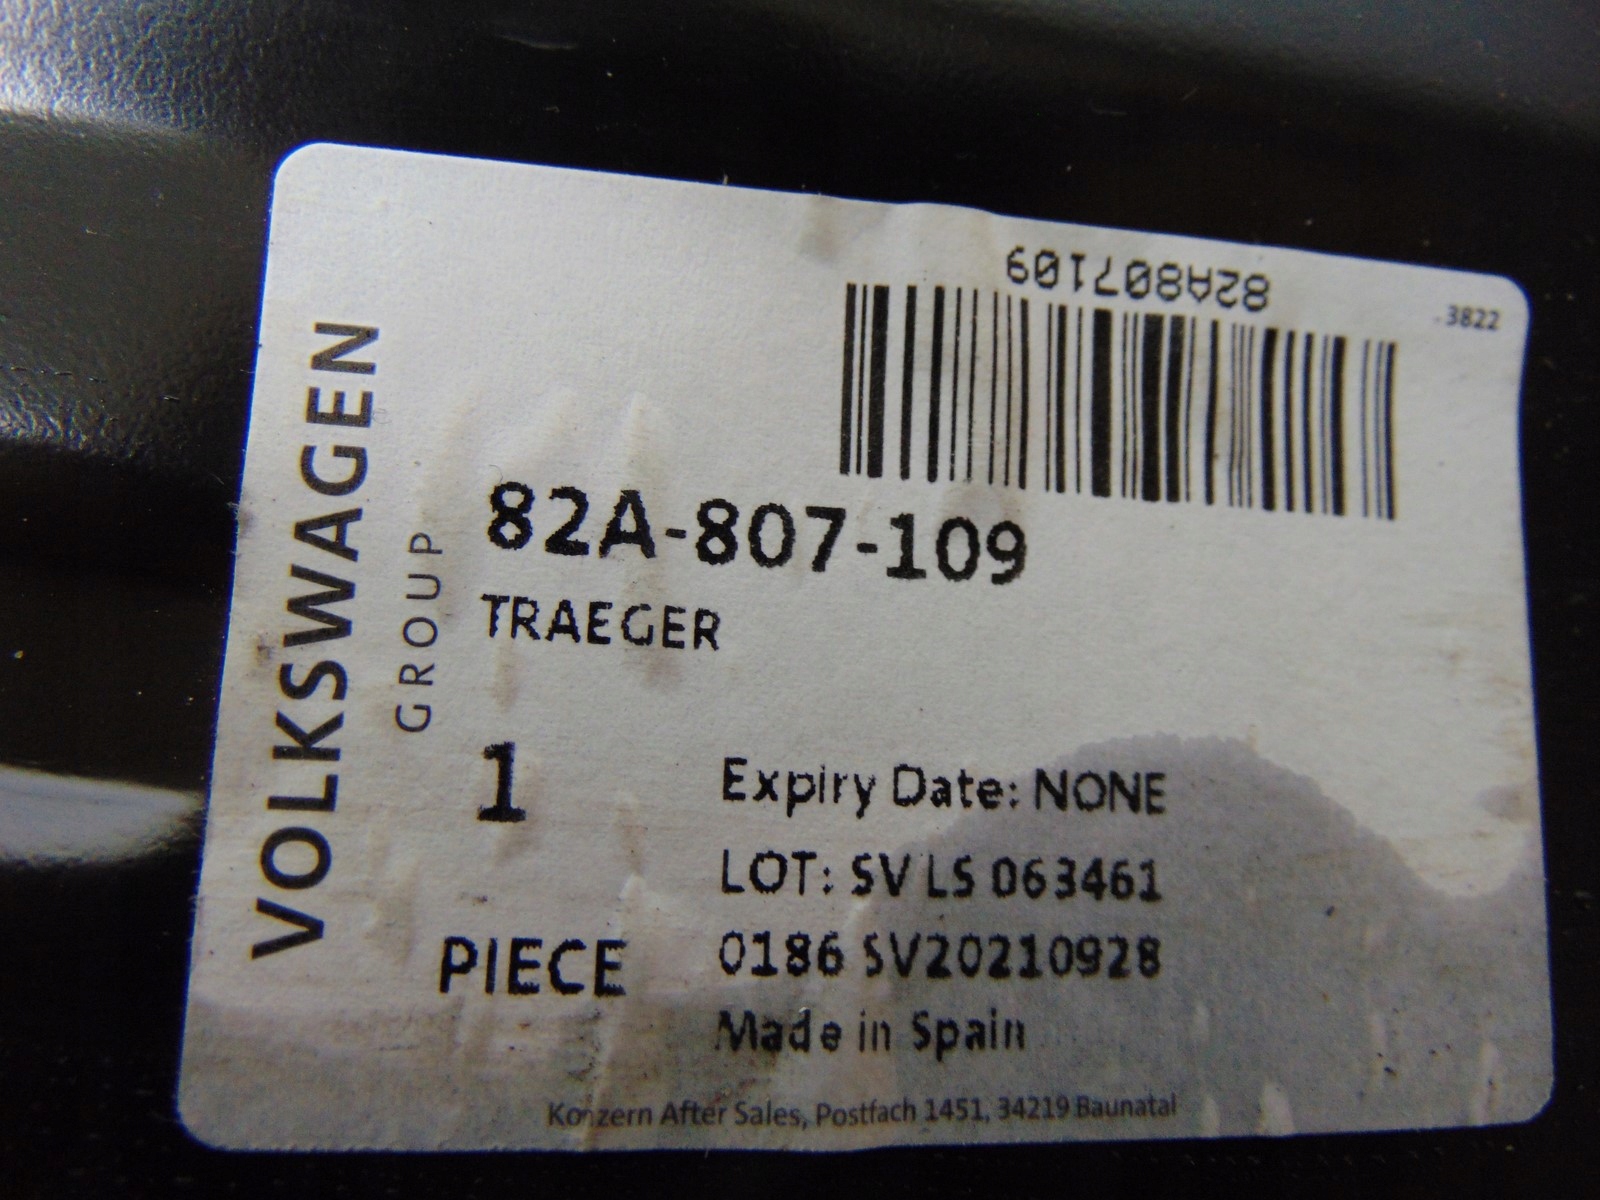 82A807109
.3822
VOLKSWAGEN
GROUP
82A-807-109
TRAEGER
1
PIECE
Expiry Date: NONE
LOT: SV LS 063461
0186 SV20210928
Made in Spain
Konzern After Sales, Postfach 1451, 34219 Baunatal